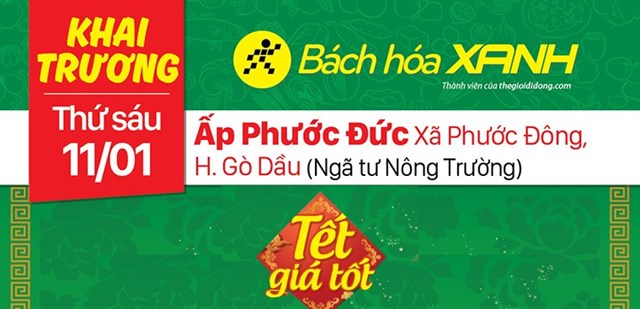 KHAI
TRƯƠNG
Thứ sáu
11/01
Bách hóa XANH
Thành viên của thegioididong.com
Ấp Phước Đức Xã Phước Đông,
H. Gò Dầu (Ngã tư Nông Trường)
Tết
giá tốt